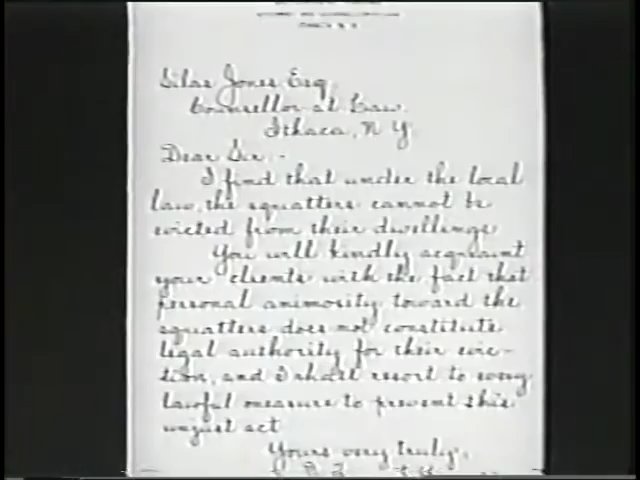 Silas Jones Esq.
Counsellor at Law.
Ithaca, N Y.
Dear Sir,-
I find that under the local
law, the squatters cannot be
evicted from their dwellings
You will kindly acquaint
your clients with the fact that
personal animosity toward the
squatters does not constitute
legal authority for their evic-
tion, and I shall resort to every
lawful measure to prevent this
unjust act
Yours very truly,